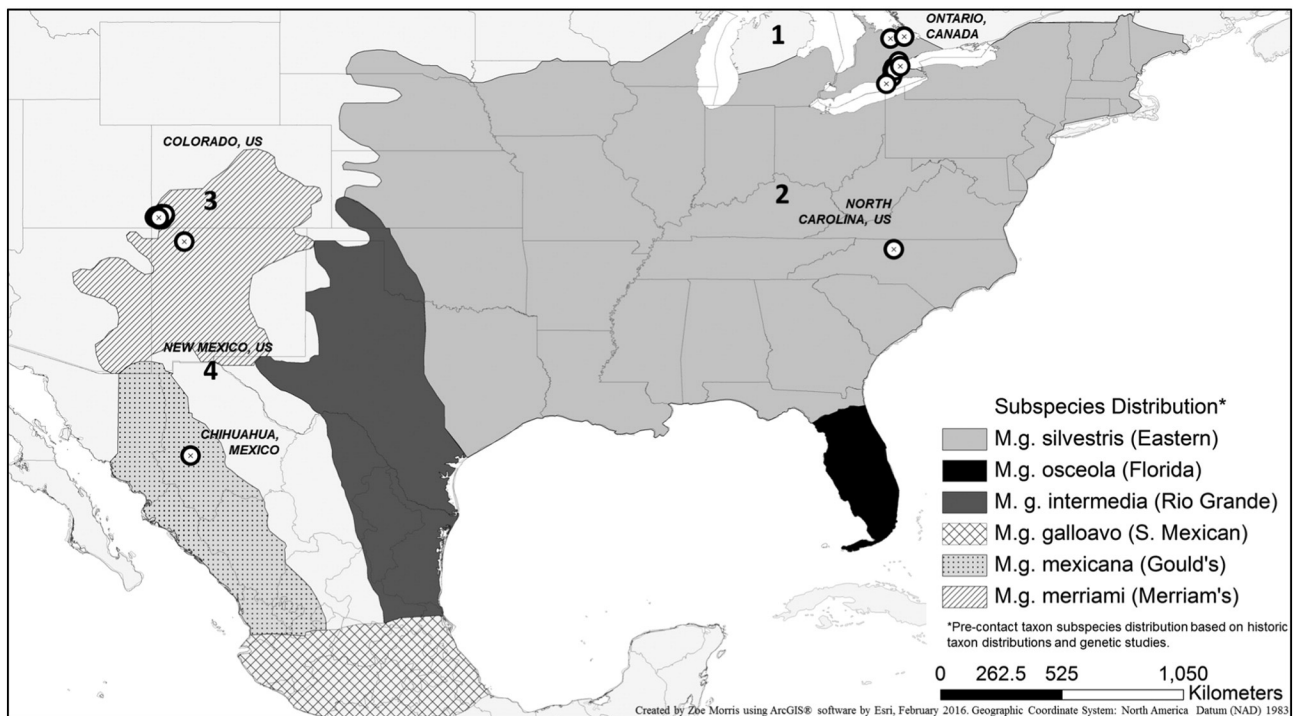 1
ONTARIO,
CANADA
COLORADO, US
3
2
NORTH
CAROLINA, US
NEW MEXICO, US
4
CHIHUAHUA,
MEXICO
Subspecies Distribution*
M.g. silvestris (Eastern)
M.g. osceola (Florida)
M. g. intermedia (Rio Grande)
M.g. galloavo (S. Mexican)
M.g. mexicana (Gould's)
M.g. merriami (Merriam's)
*Pre-contact taxon subspecies distribution based on historic
taxon distributions and genetic studies.
0 262.5 525 1,050
Kilometers
Created by Zoe Morris using ArcGIS® software by Esri, February 2016. Geographic Coordinate System: North America Datum (NAD) 1983